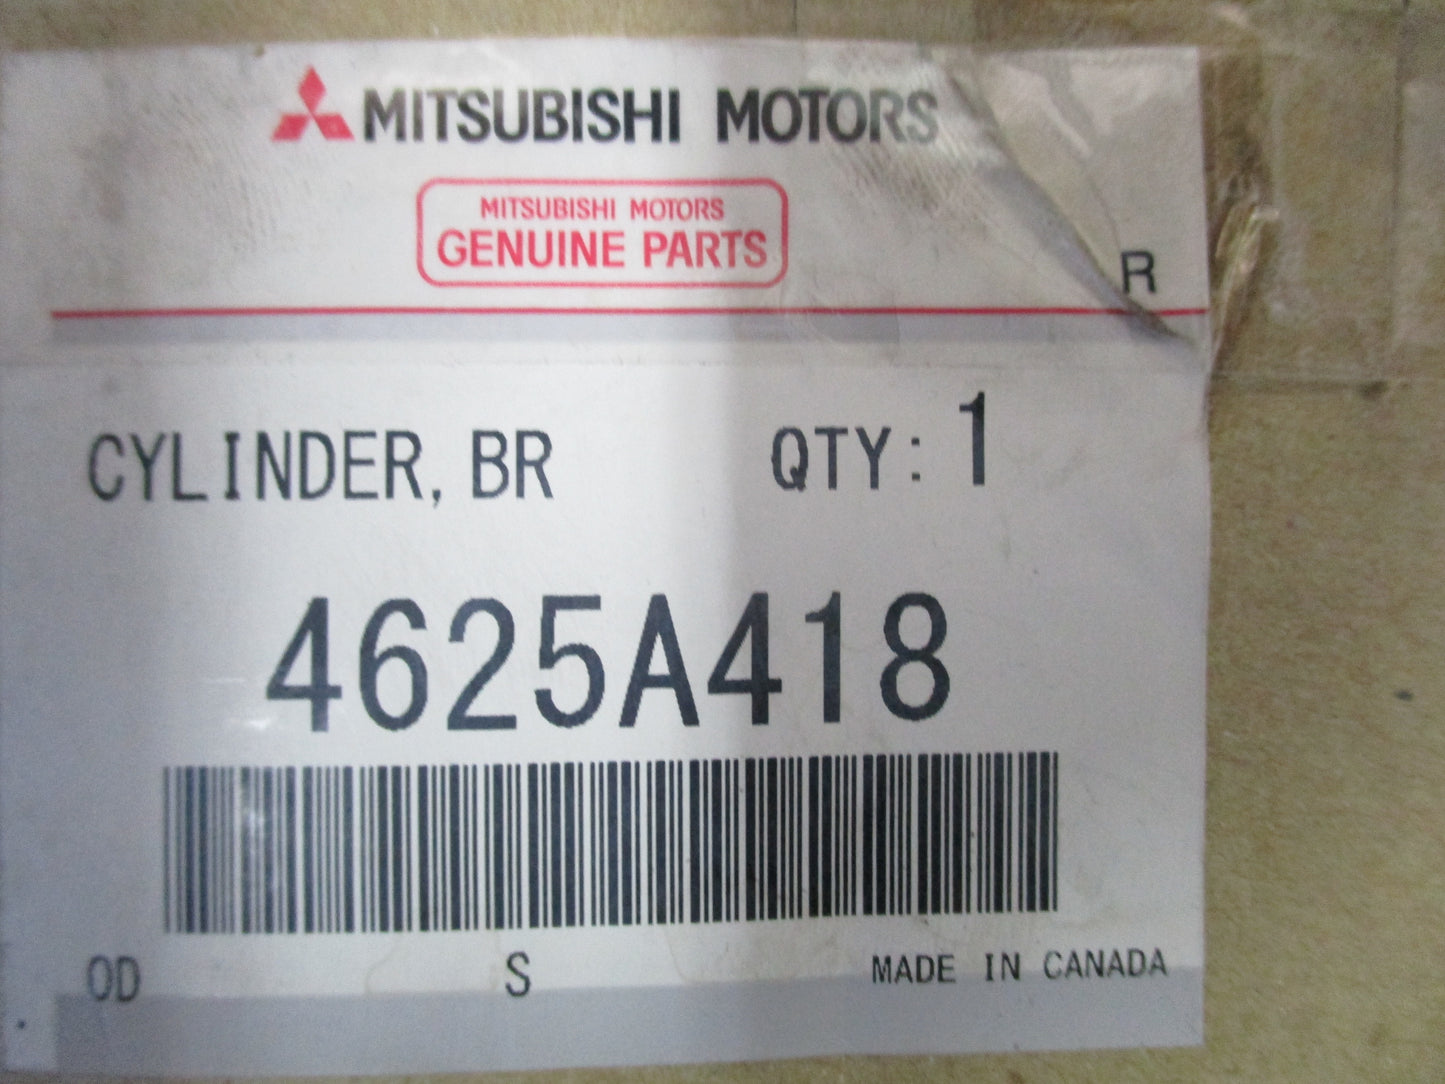 MITSUBISHI MOTORS
MITSUBISHI MOTORS
GENUINE PARTS
R
CYLINDER, BR QTY: 1
4625A418
OD S MADE IN CANADA